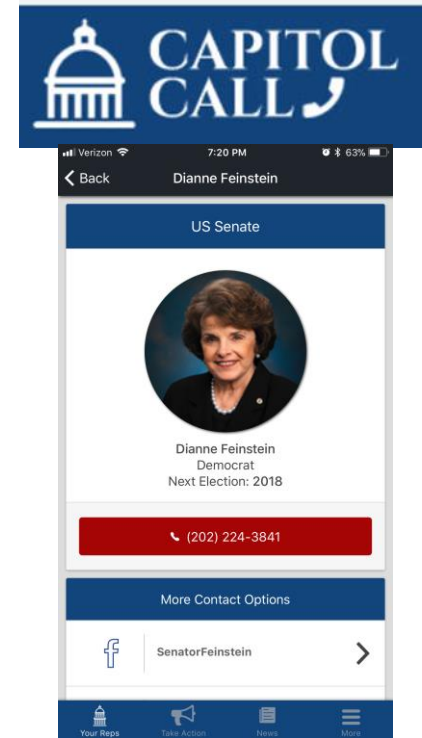 CAPITOL
CALL
Verizon 7:20 PM 63%
Back Dianne Feinstein
US Senate
Dianne Feinstein
Democrat
Next Election: 2018
(202) 224-3841
More Contact Options
SenatorFeinstein
Your Reps Take Action News More